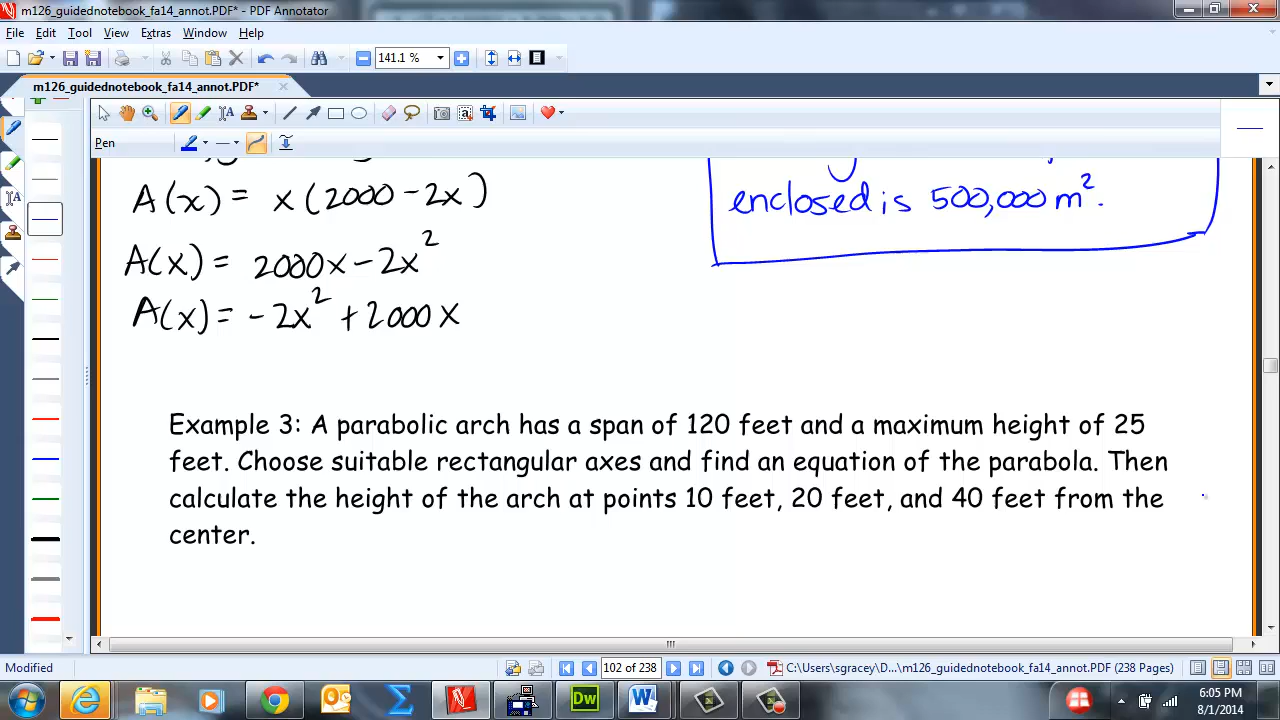 m126_guidednotebook_fa14_annot.PDF* - PDF Annotator
File Edit Tool View Extras Window Help
141.1 %
m126_guidednotebook_fa14_annot.PDF*
Pen
A(x) = x(2000-2x)
A(x) = 2000x-2x²
A(x) = -2x²+2000x
enclosed is 500,000 m².
Example 3: A parabolic arch has a span of 120 feet and a maximum height of 25
feet. Choose suitable rectangular axes and find an equation of the parabola. Then
calculate the height of the arch at points 10 feet, 20 feet, and 40 feet from the
center.
Modified
102 of 238
C:\Users\sgracey\D...\m126_guidednotebook_fa14_annot.PDF (238 Pages)
Dw
6:05 PM
8/1/2014